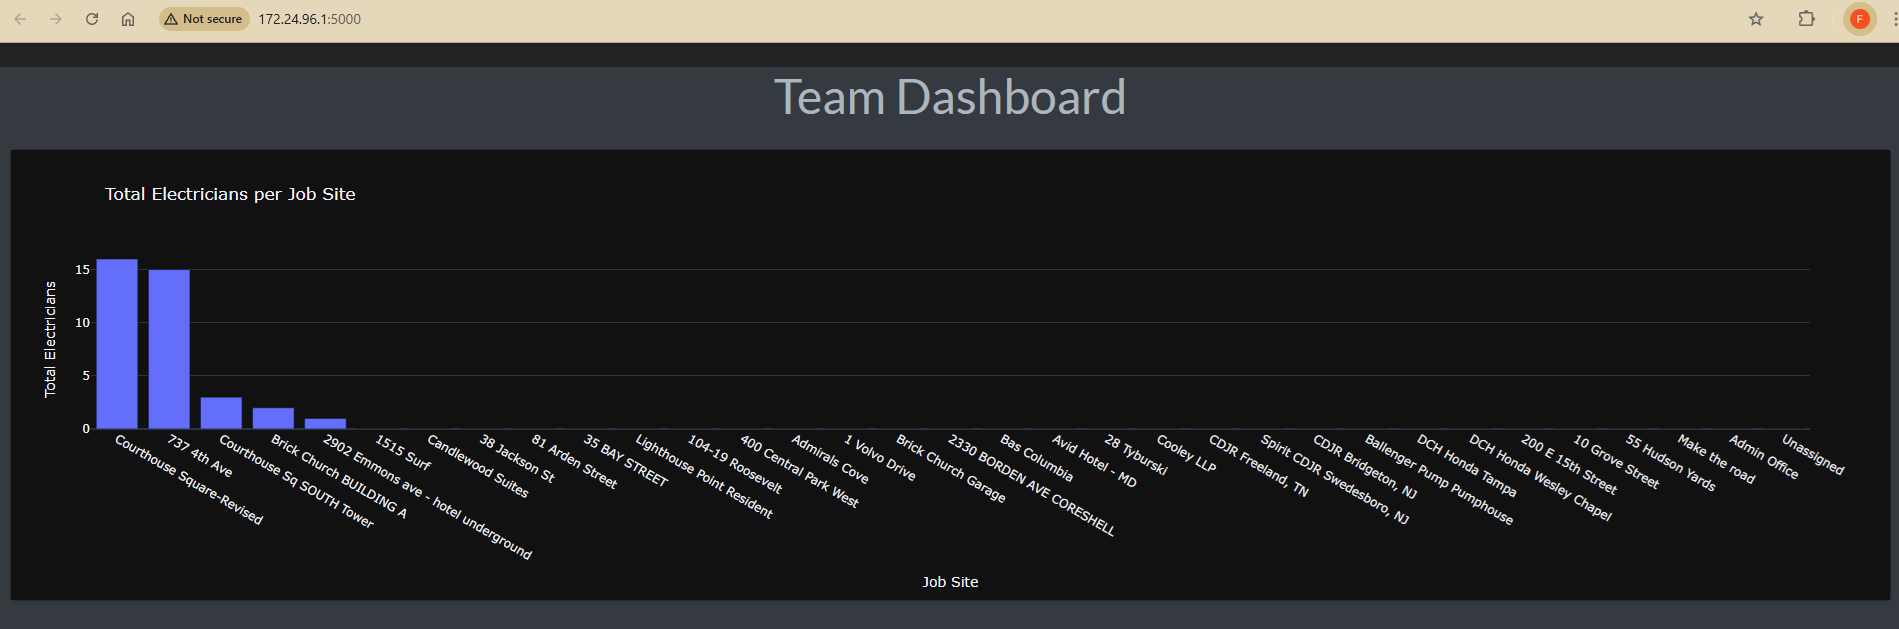 Not secure
172.24.96.1:5000
F
Team Dashboard
Total Electricians per Job Site
Total Electricians
15
10
5
0
Courthouse Square-Revised
737 4th Ave
Courthouse Sq SOUTH Tower
Brick Church BUILDING A
2902 Emmons ave - hotel underground
1515 Surf
Candlewood Suites
38 Jackson St
81 Arden Street
35 BAY STREET
Lighthouse Point Resident
104-19 Roosevelt
400 Central Park West
Admirals Cove
1 Volvo Drive
Brick Church Garage
2330 BORDEN AVE CORESHELL
Bas Columbia
Avid Hotel - MD
28 Tyburski
Cooley LLP
CDJR Freeland, TN
Spirit CDJR Swedesboro, NJ
CDJR Bridgeton, NJ
Ballenger Pump Pumphouse
DCH Honda Tampa
DCH Honda Wesley Chapel
200 E 15th Street
10 Grove Street
55 Hudson Yards
Make the road
Admin Office
Unassigned
Job Site